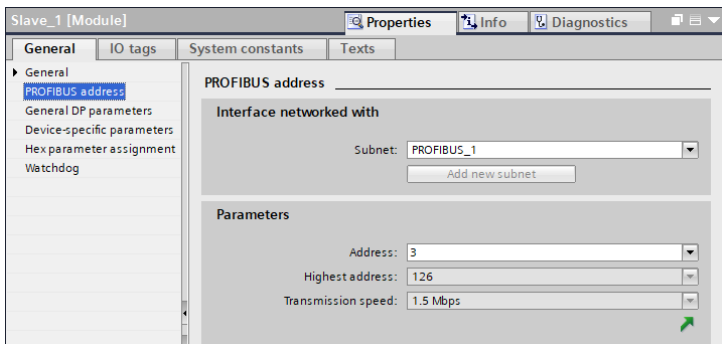 Slave_1 [Module]
Properties
Info
Diagnostics
General
IO tags
System constants
Texts
General
PROFIBUS address
General DP parameters
Device-specific parameters
Hex parameter assignment
Watchdog
PROFIBUS address
Interface networked with
Subnet: PROFIBUS_1
Add new subnet
Parameters
Address: 3
Highest address: 126
Transmission speed: 1.5 Mbps